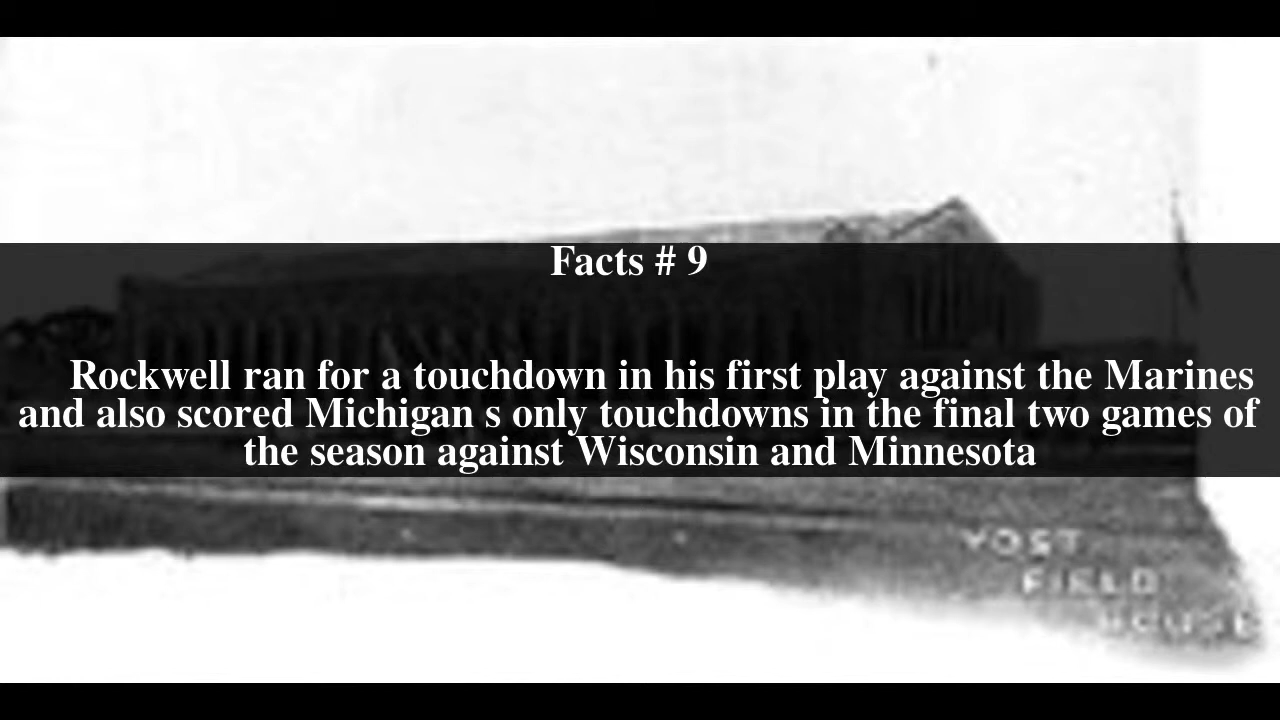 Facts # 9
Rockwell ran for a touchdown in his first play against the Marines
and also scored Michigan s only touchdowns in the final two games of
the season against Wisconsin and Minnesota
YOST
FIELD
HOUSE